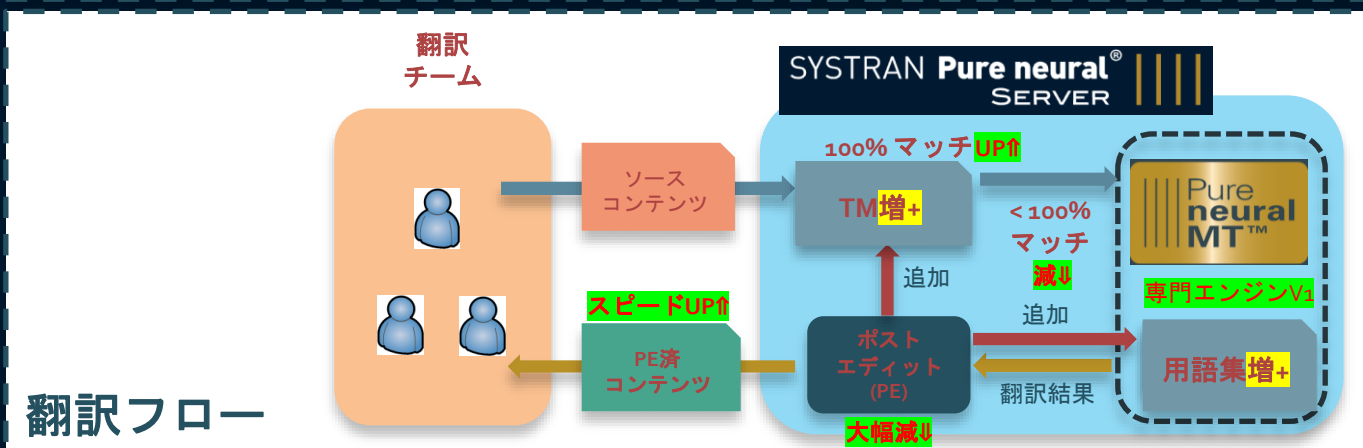 翻訳
チーム
SYSTRAN Pure neural®
SERVER
100% マッチUP⇑
ソース
コンテンツ
TM増+
Pure
neural
MT™
< 100%
マッチ
減⇓
追加
専門エンジンV1
スピードUP⇑
追加
PE済
コンテンツ
ポスト
エディット
(PE)
用語集増+
翻訳結果
翻訳フロー
大幅減⇓